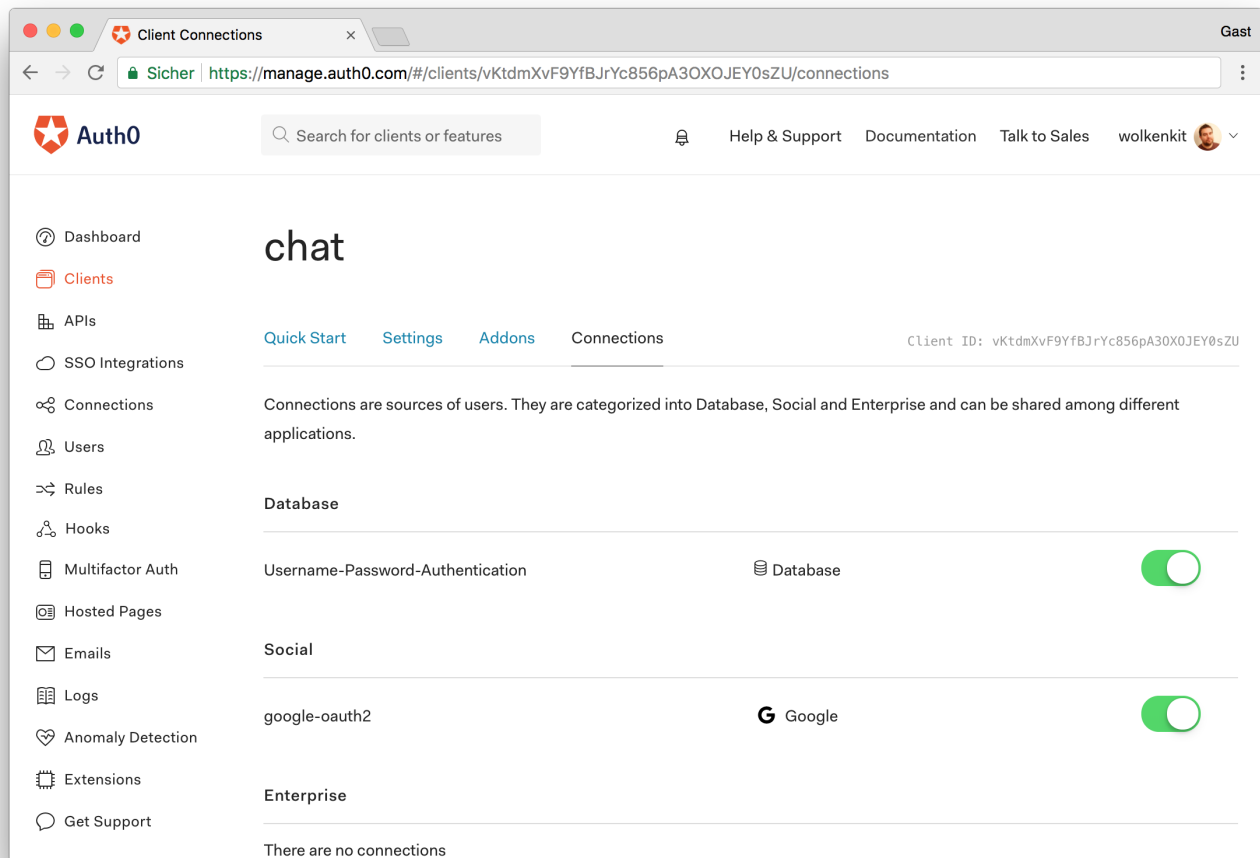 Client Connections
Gast
Sicher https://manage.auth0.com/#/clients/vKtdmXvF9YfBJrYc856pA3OXOJEY0sZU/connections
Auth0
Search for clients or features
Help & Support
Documentation
Talk to Sales
wolkenkit
Dashboard
Clients
APIs
SSO Integrations
Connections
Users
Rules
Hooks
Multifactor Auth
Hosted Pages
Emails
Logs
Anomaly Detection
Extensions
Get Support
chat
Quick Start
Settings
Addons
Connections
Client ID: vKtdmXvF9YfBJrYc856pA3OXOJEY0sZU
Connections are sources of users. They are categorized into Database, Social and Enterprise and can be shared among different
applications.
Database
Username-Password-Authentication
Database
Social
google-oauth2
Google
Enterprise
There are no connections